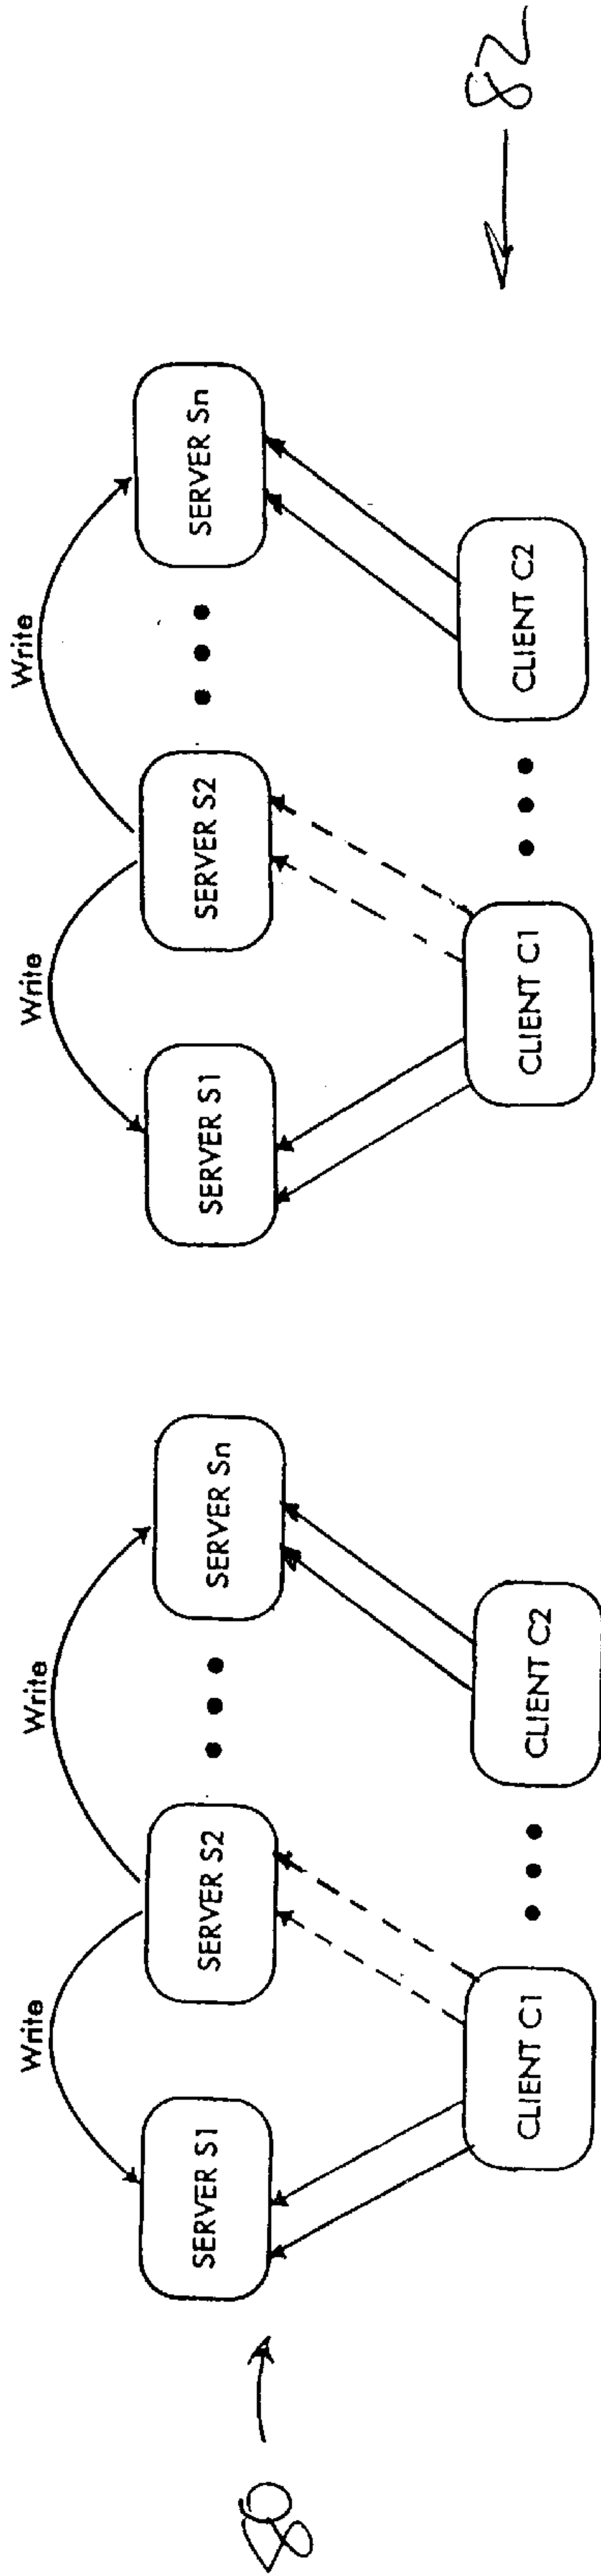 Write
Write
SERVER S1
SERVER S2
SERVER Sn
CLIENT C1
CLIENT C2
80
Write
Write
SERVER S1
SERVER S2
SERVER Sn
CLIENT C1
CLIENT C2
82